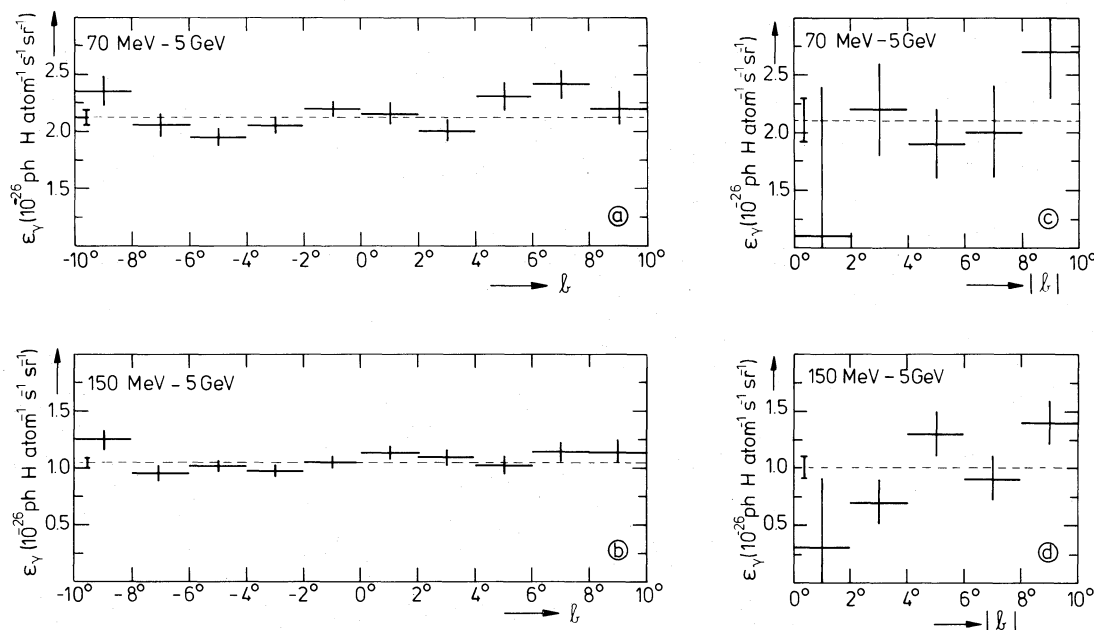 70 MeV – 5 GeV
ε_γ (10⁻²⁶ ph H atom⁻¹ s⁻¹ sr⁻¹)
2.5
2.0
1.5
ⓐ
-10° -8° -6° -4° -2° 0° 2° 4° 6° 8° 10°
b
70 MeV – 5 GeV
ε_γ (10⁻²⁶ ph H atom⁻¹ s⁻¹ sr⁻¹)
2.5
2.0
1.5
ⓒ
0° 2° 4° 6° 8° 10°
|b|
150 MeV – 5 GeV
ε_γ (10⁻²⁶ ph H atom⁻¹ s⁻¹ sr⁻¹)
1.5
1.0
0.5
ⓑ
-10° -8° -6° -4° -2° 0° 2° 4° 6° 8° 10°
b
150 MeV – 5 GeV
ε_γ (10⁻²⁶ ph H atom⁻¹ s⁻¹ sr⁻¹)
1.5
1.0
0.5
ⓓ
0° 2° 4° 6° 8° 10°
|b|